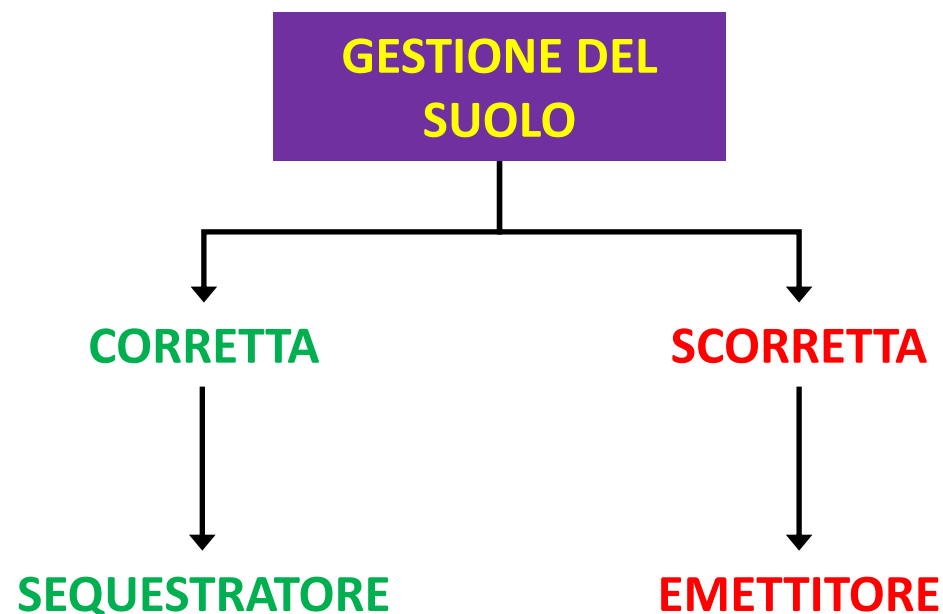 GESTIONE DEL
SUOLO
CORRETTA
SCORRETTA
SEQUESTRATORE
EMETTITORE